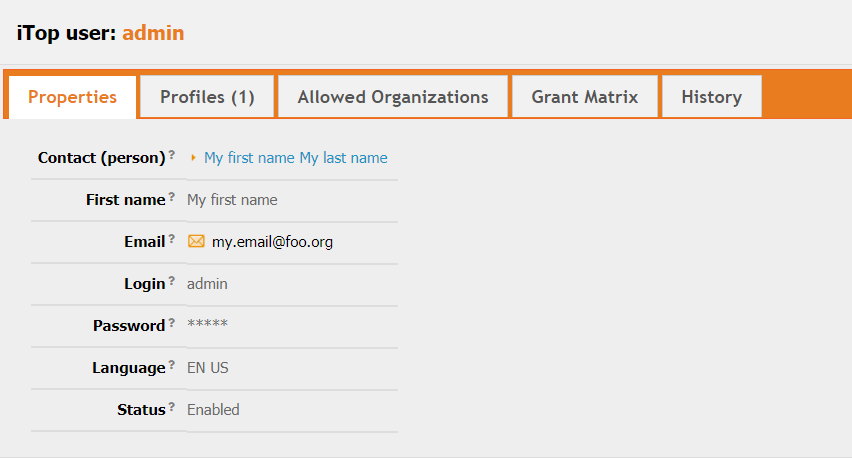 iTop user: admin
Properties Profiles (1) Allowed Organizations Grant Matrix History
Contact (person)? My first name My last name
First name? My first name
Email? my.email@foo.org
Login? admin
Password? *****
Language? EN US
Status? Enabled